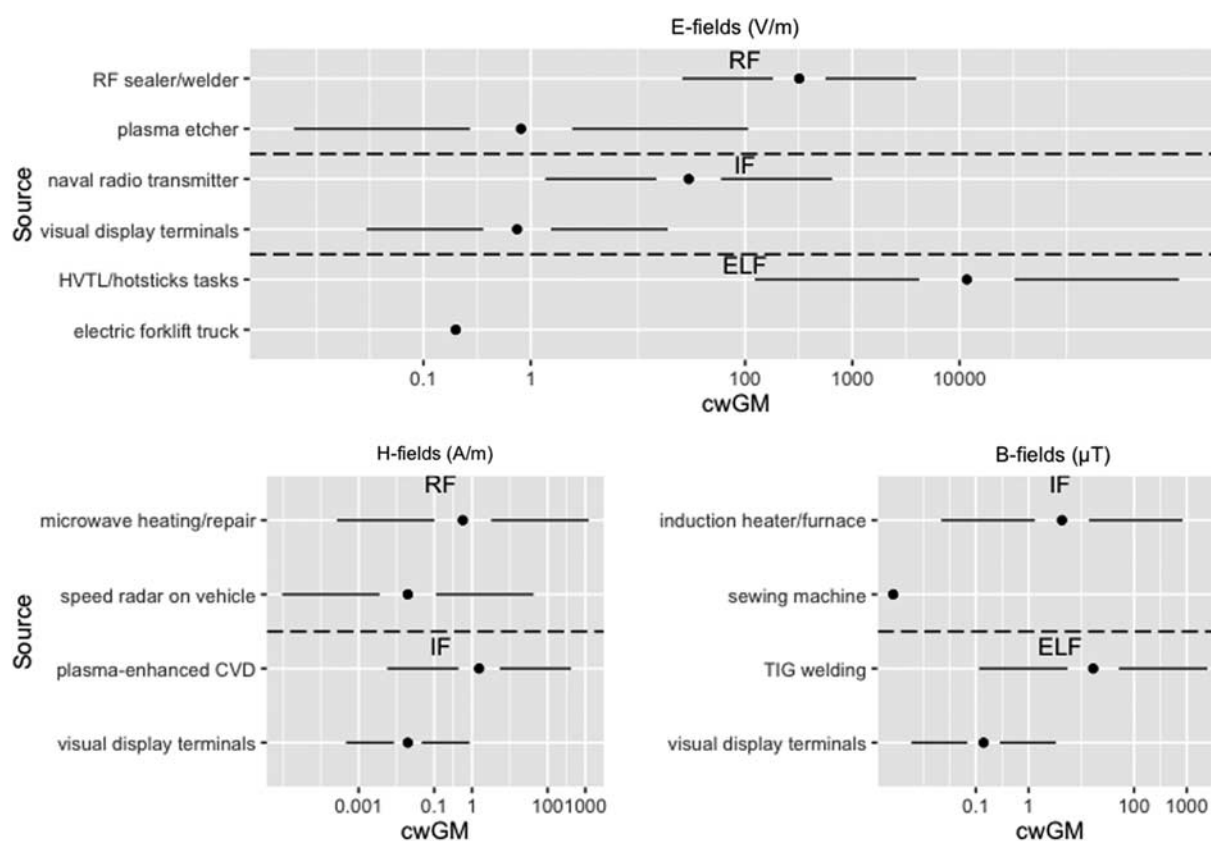 E-fields (V/m)
RF
RF sealer/welder
plasma etcher
IF
naval radio transmitter
visual display terminals
ELF
HVTL/hotsticks tasks
electric forklift truck
Source
0.1 1 100 1000 10000
cwGM
H-fields (A/m)
RF
microwave heating/repair
speed radar on vehicle
IF
plasma-enhanced CVD
visual display terminals
Source
0.001 0.1 1 1001000
cwGM
B-fields (µT)
IF
induction heater/furnace
sewing machine
ELF
TIG welding
visual display terminals
0.1 1 100 1000
cwGM